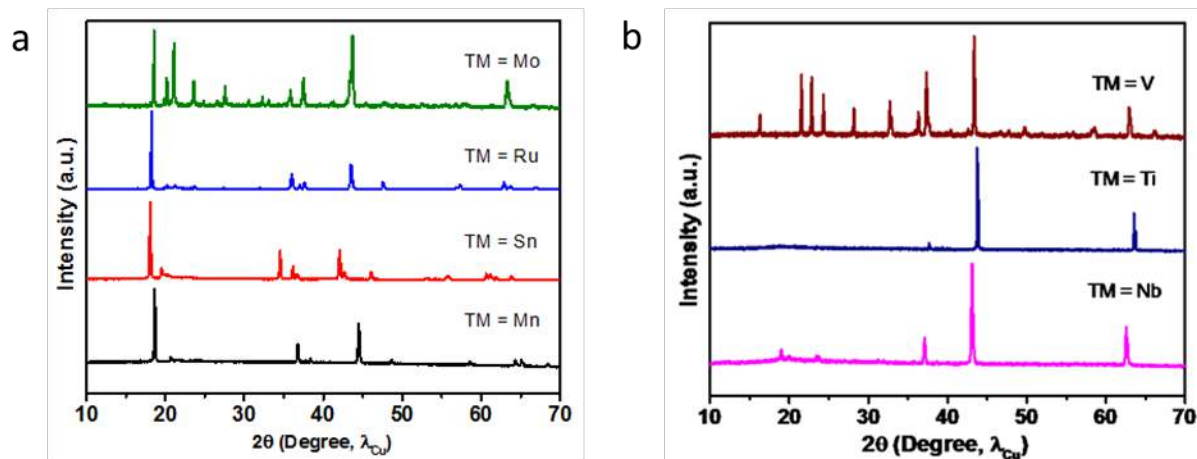 a
Intensity (a.u.)
TM = Mo
TM = Ru
TM = Sn
TM = Mn
10 20 30 40 50 60 70
2θ (Degree, λCu)
b
Intensity (a.u.)
TM = V
TM = Ti
TM = Nb
10 20 30 40 50 60 70
2θ (Degree, λCu)